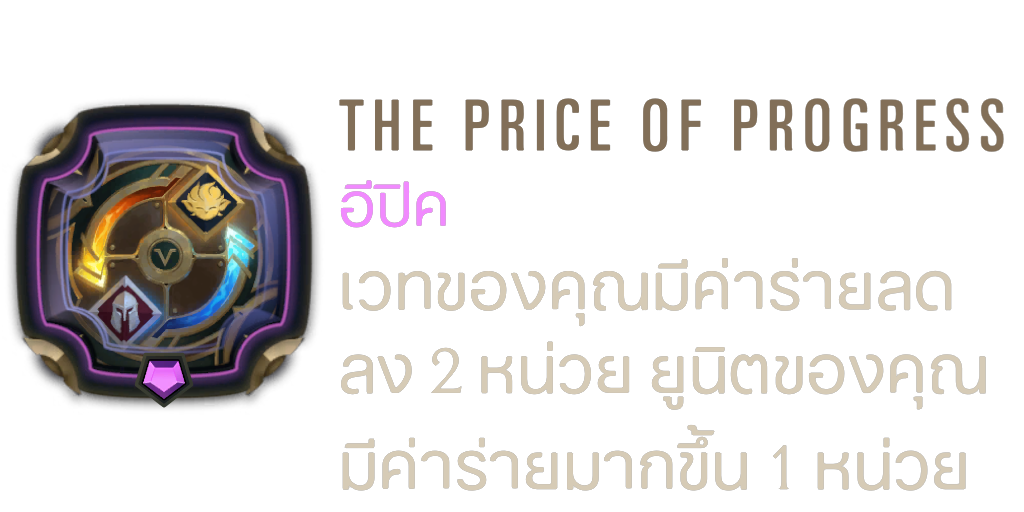 THE PRICE OF PROGRESS
อีปิค
เวทของคุณมีค่าร่ายลด
ลง 2 หน่วย ยูนิตของคุณ
มีค่าร่ายมากขึ้น 1 หน่วย